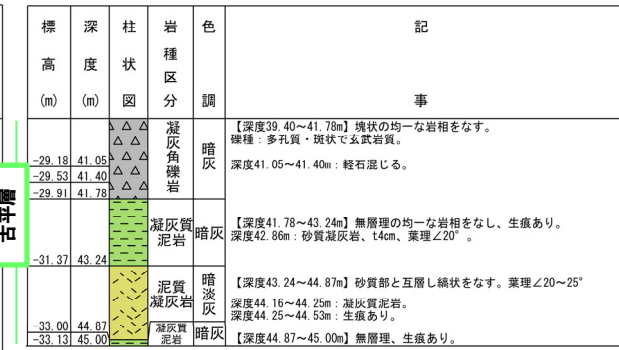 標高(m)
深度(m)
柱状図
岩種区分
色調
記事
古平層
-29.18 41.05
-29.53 41.40
-29.91 41.78
凝灰角礫岩
暗灰
【深度39.40～41.78m】塊状の均一な岩相をなす。
礫種：多孔質・斑状で玄武岩質。
深度41.05～41.40m：軽石混じる。
-31.37 43.24
凝灰質
泥岩
暗灰
【深度41.78～43.24m】無層理の均一な岩相をなし、生痕あり。
深度42.86m：砂質凝灰岩、t4cm、葉理∠20°。
-33.00 44.87
泥質
凝灰岩
暗淡灰
【深度43.24～44.87m】砂質部と互層し縞状をなす。葉理∠20～25°
深度44.16～44.25m：凝灰質泥岩。
深度44.25～44.53m：生痕あり。
-33.13 45.00
凝灰質
泥岩
暗灰
【深度44.87～45.00m】無層理、生痕あり。